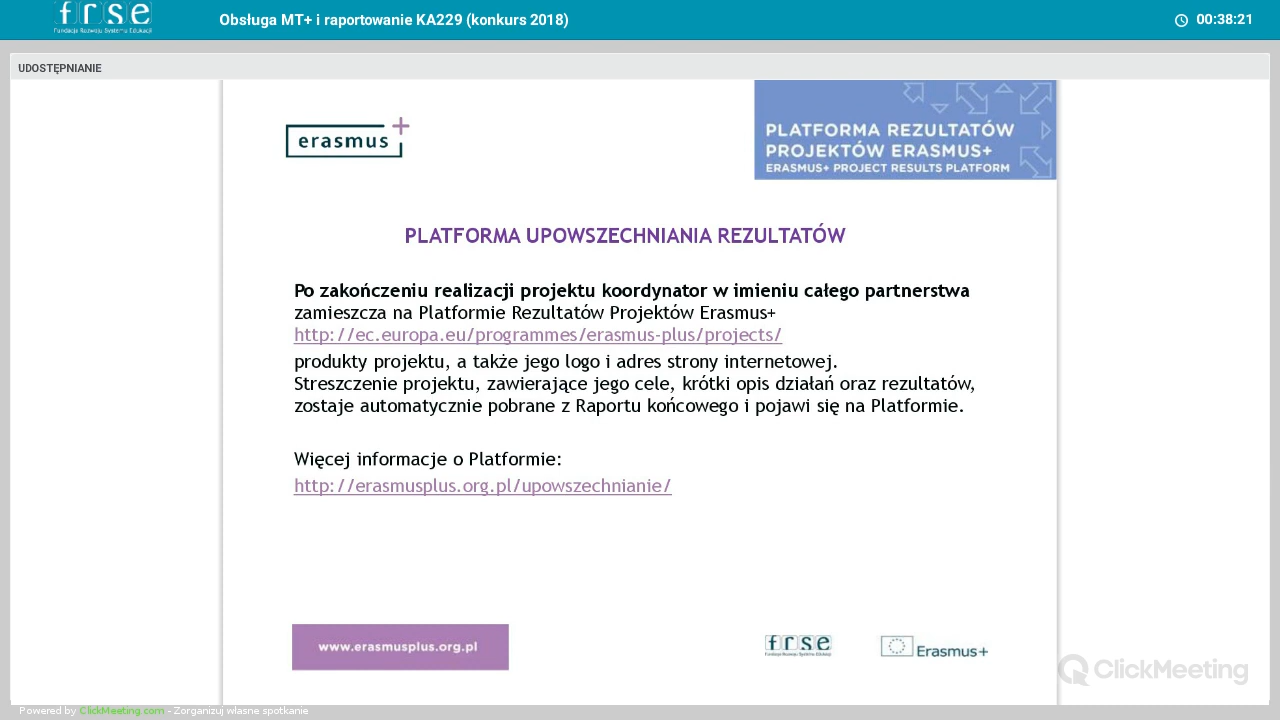 frse
Fundacja Rozwoju Systemu Edukacji
Obsługa MT+ i raportowanie KA229 (konkurs 2018)
00:38:21
UDOSTĘPNIANIE
erasmus+
PLATFORMA REZULTATÓW
PROJEKTÓW ERASMUS+
ERASMUS+ PROJECT RESULTS PLATFORM
PLATFORMA UPOWSZECHNIANIA REZULTATÓW
Po zakończeniu realizacji projektu koordynator w imieniu całego partnerstwa
zamieszcza na Platformie Rezultatów Projektów Erasmus+
http://ec.europa.eu/programmes/erasmus-plus/projects/
produkty projektu, a także jego logo i adres strony internetowej.
Streszczenie projektu, zawierające jego cele, krótki opis działań oraz rezultatów,
zostaje automatycznie pobrane z Raportu końcowego i pojawi się na Platformie.
Więcej informacje o Platformie:
http://erasmusplus.org.pl/upowszechnianie/
www.erasmusplus.org.pl
frse
Fundacja Rozwoju Systemu Edukacji
Erasmus+
ClickMeeting
Powered by ClickMeeting.com - Zorganizuj własne spotkanie